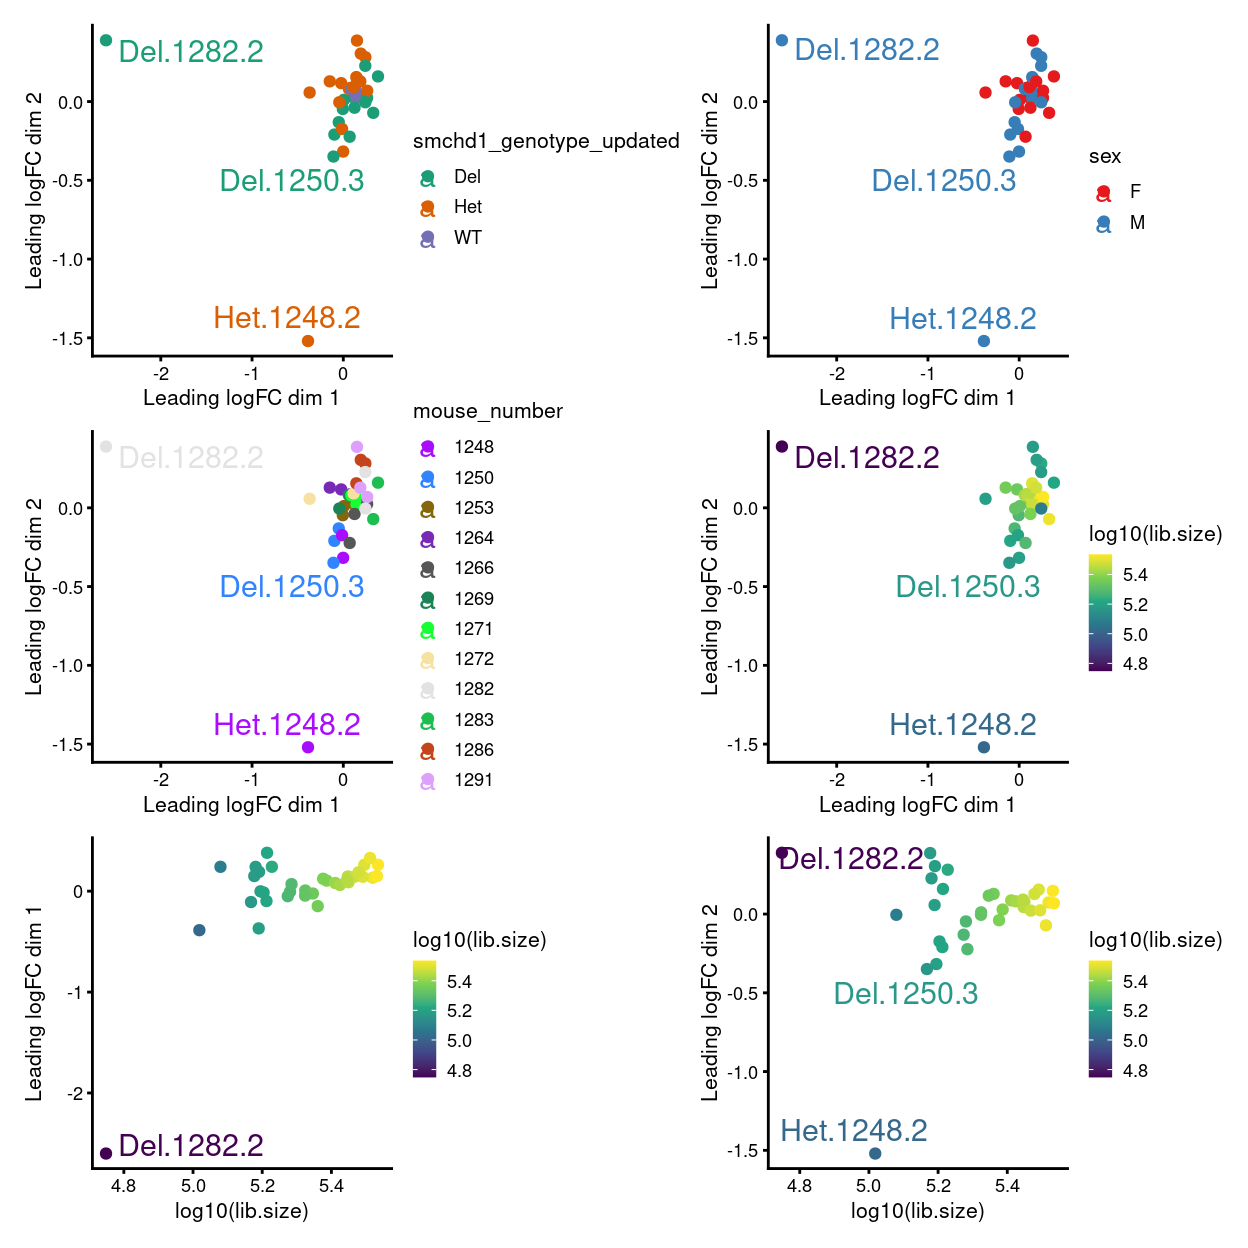 Del.1282.2
Del.1250.3
Het.1248.2
0.0
-0.5
-1.0
-1.5
-2
-1
0
Leading logFC dim 1
Leading logFC dim 2
smchd1_genotype_updated
a Del
a Het
a WT
Del.1282.2
Del.1250.3
Het.1248.2
0.0
-0.5
-1.0
-1.5
-2
-1
0
Leading logFC dim 1
Leading logFC dim 2
sex
a F
a M
Del.1282.2
Del.1250.3
Het.1248.2
0.0
-0.5
-1.0
-1.5
-2
-1
0
Leading logFC dim 1
Leading logFC dim 2
mouse_number
a 1248
a 1250
a 1253
a 1264
a 1266
a 1269
a 1271
a 1272
a 1282
a 1283
a 1286
a 1291
Del.1282.2
Del.1250.3
Het.1248.2
0.0
-0.5
-1.0
-1.5
-2
-1
0
Leading logFC dim 1
Leading logFC dim 2
log10(lib.size)
5.4
5.2
5.0
4.8
Del.1282.2
0
-1
-2
4.8
5.0
5.2
5.4
log10(lib.size)
Leading logFC dim 1
log10(lib.size)
5.4
5.2
5.0
4.8
Del.1282.2
Del.1250.3
Het.1248.2
0.0
-0.5
-1.0
-1.5
4.8
5.0
5.2
5.4
log10(lib.size)
Leading logFC dim 2
log10(lib.size)
5.4
5.2
5.0
4.8